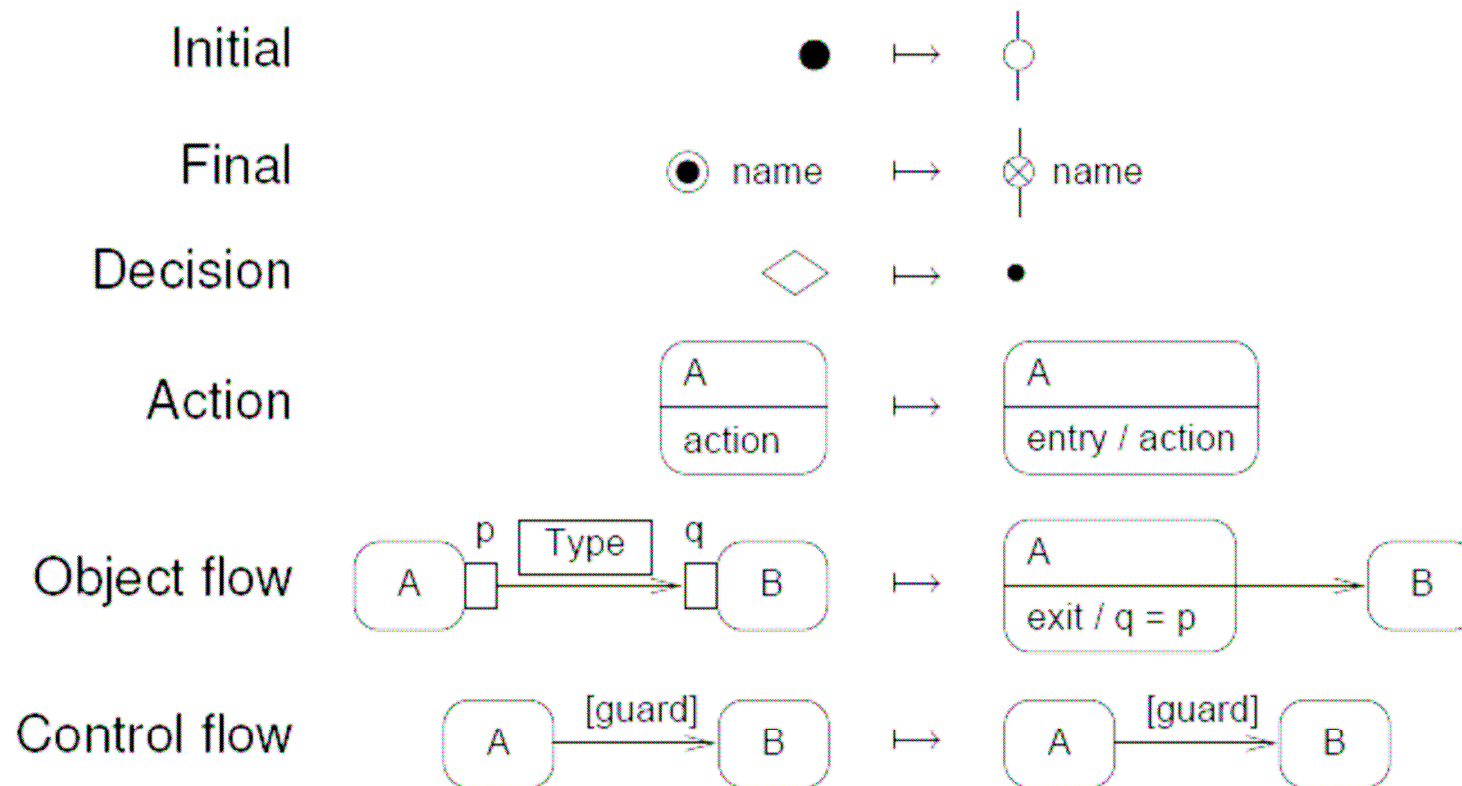 Initial
Final name name
Decision
Action
A A
action entry / action
Object flow
p Type q A
A B B
exit / q = p
Control flow
[guard] [guard]
A B A B